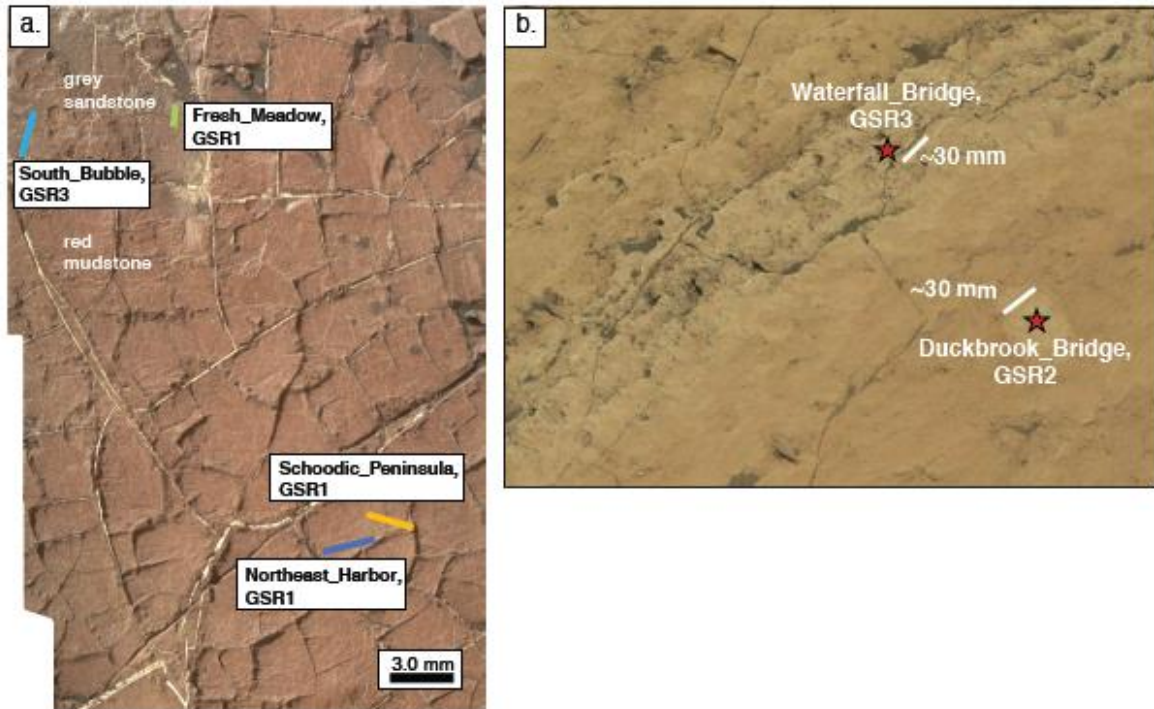 a.
grey
sandstone
Fresh_Meadow,
GSR1
South_Bubble,
GSR3
red
mudstone
Schoodic_Peninsula,
GSR1
Northeast_Harbor,
GSR1
3.0 mm
b.
Waterfall_Bridge,
GSR3
~30 mm
~30 mm
Duckbrook_Bridge,
GSR2